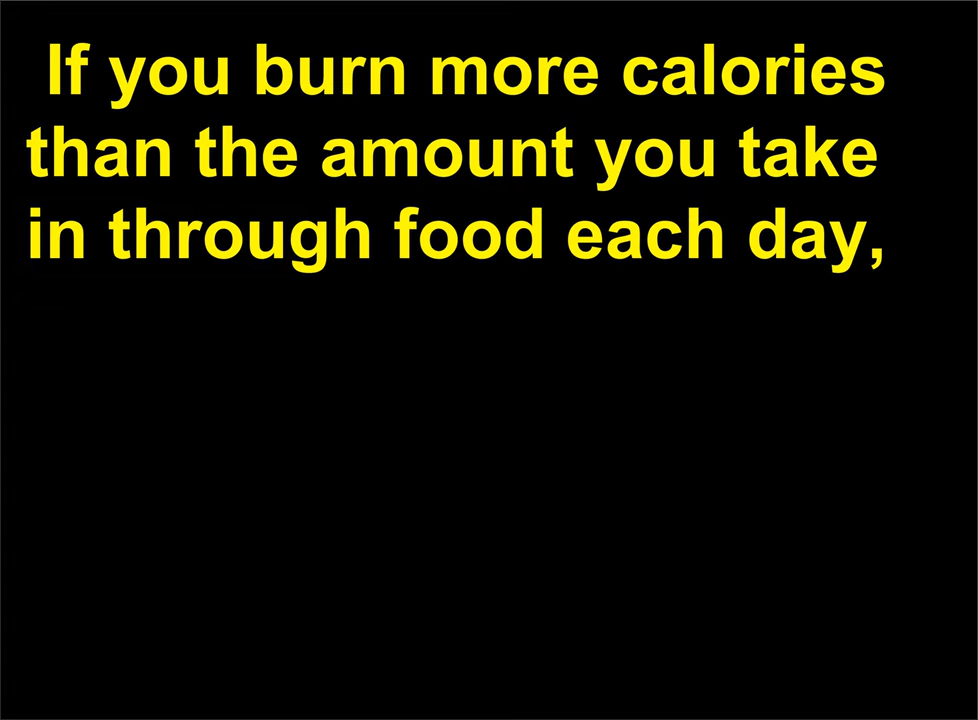 If you burn more calories
than the amount you take
in through food each day,